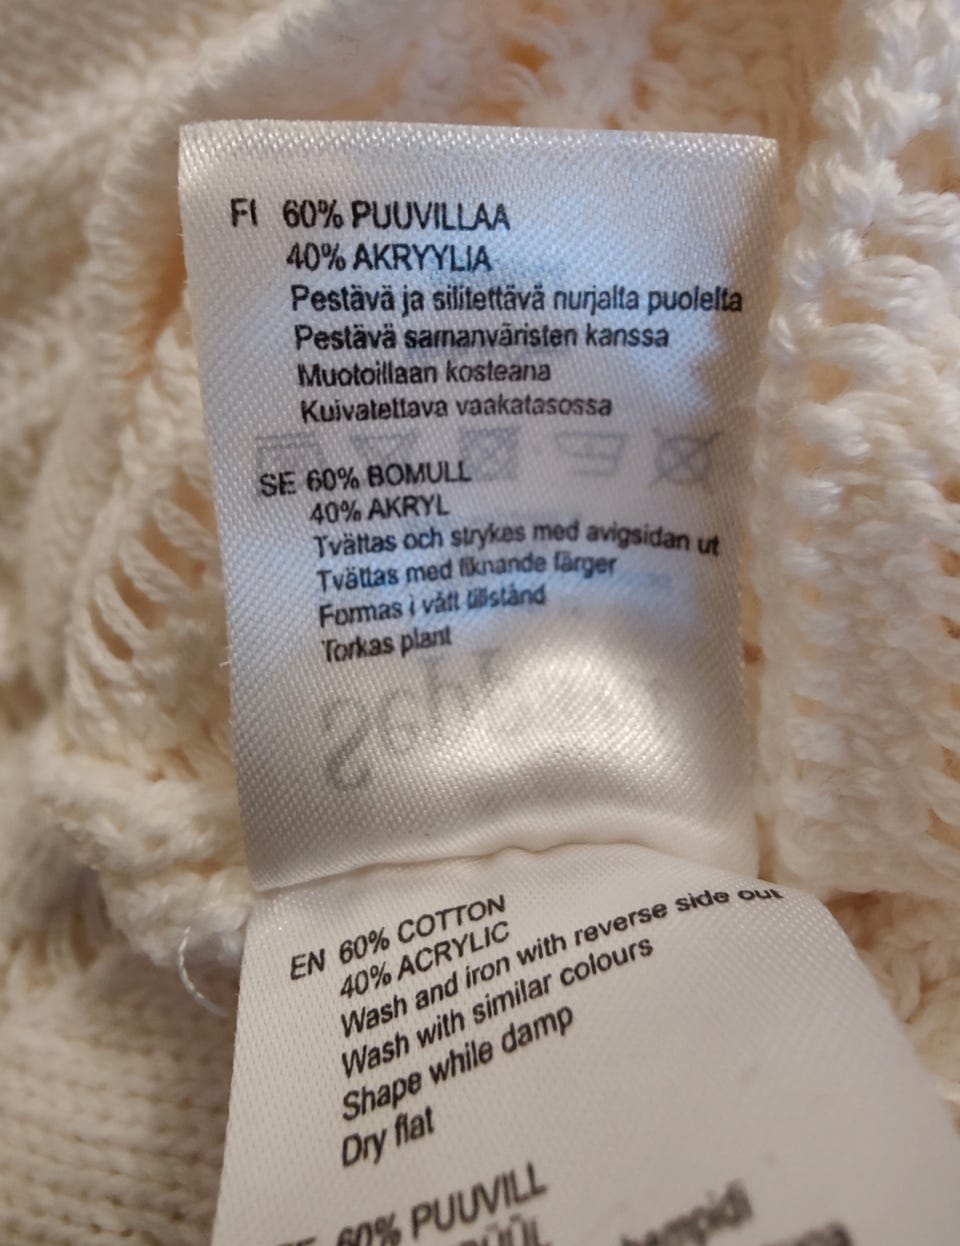 FI 60% PUUVILLAA
40% AKRYYLIA
Pestävä ja silitettävä nurjalta puolelta
Pestävä samanväristen kanssa
Muotoillaan kosteana
Kuivatettava vaakatasossa
SE 60% BOMULL
40% AKRYL
Tvättas och strykes med avigsidan ut
Tvättas med liknande färger
Formas i vått tillstånd
Torkas plant
EN 60% COTTON
40% ACRYLIC
Wash and iron with reverse side out
Wash with similar colours
Shape while damp
Dry flat
60% PUUVILL